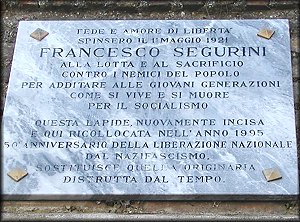 FEDE E AMORE DI LIBERTÀ
SPINSERO IL 1° MAGGIO 1921
FRANCESCO SEGURINI
ALLA LOTTA E AL SACRIFICIO
CONTRO I NEMICI DEL POPOLO
PER ADDITARE ALLE GIOVANI GENERAZIONI
COME SI VIVE E SI MUORE
PER IL SOCIALISMO
QUESTA LAPIDE, NUOVAMENTE INCISA
E QUI RICOLLOCATA NELL'ANNO 1995
50° ANNIVERSARIO DELLA LIBERAZIONE NAZIONALE
DAL NAZIFASCISMO,
SOSTITUISCE QUELLA ORIGINARIA
DISTRUTTA DAL TEMPO.